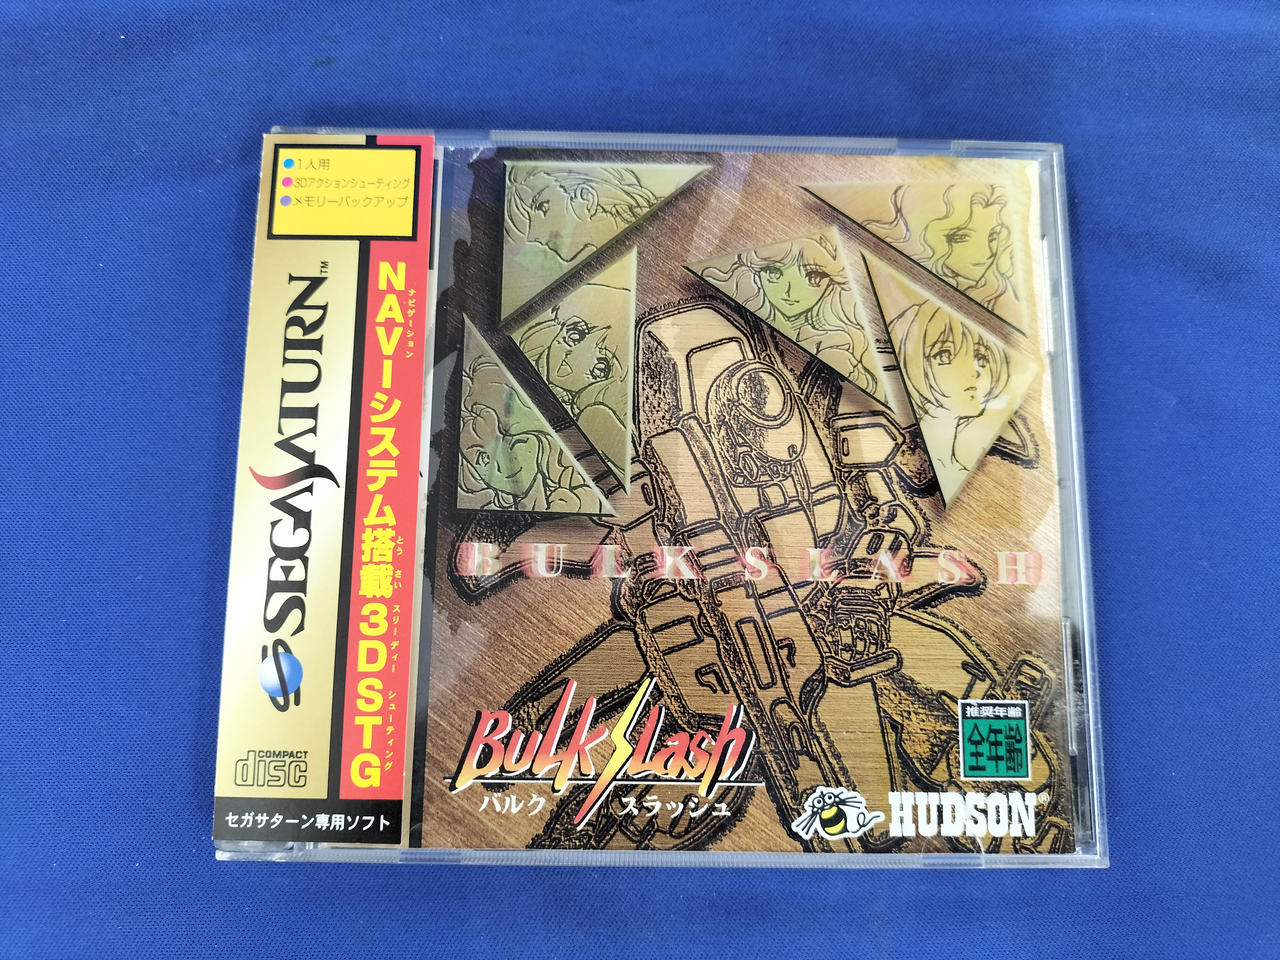 1人用
3Dアクションシューティング
メモリーバックアップ
SEGA SATURN™
COMPACT
disc
セガサターン専用ソフト
NAVIシステム搭載3DSTG
ナビゲーション
とうさい
スリーディー
シューティング
BULK SLASH
Bulk Slash
バルク スラッシュ
推奨年齢
全年齢
HUDSON®